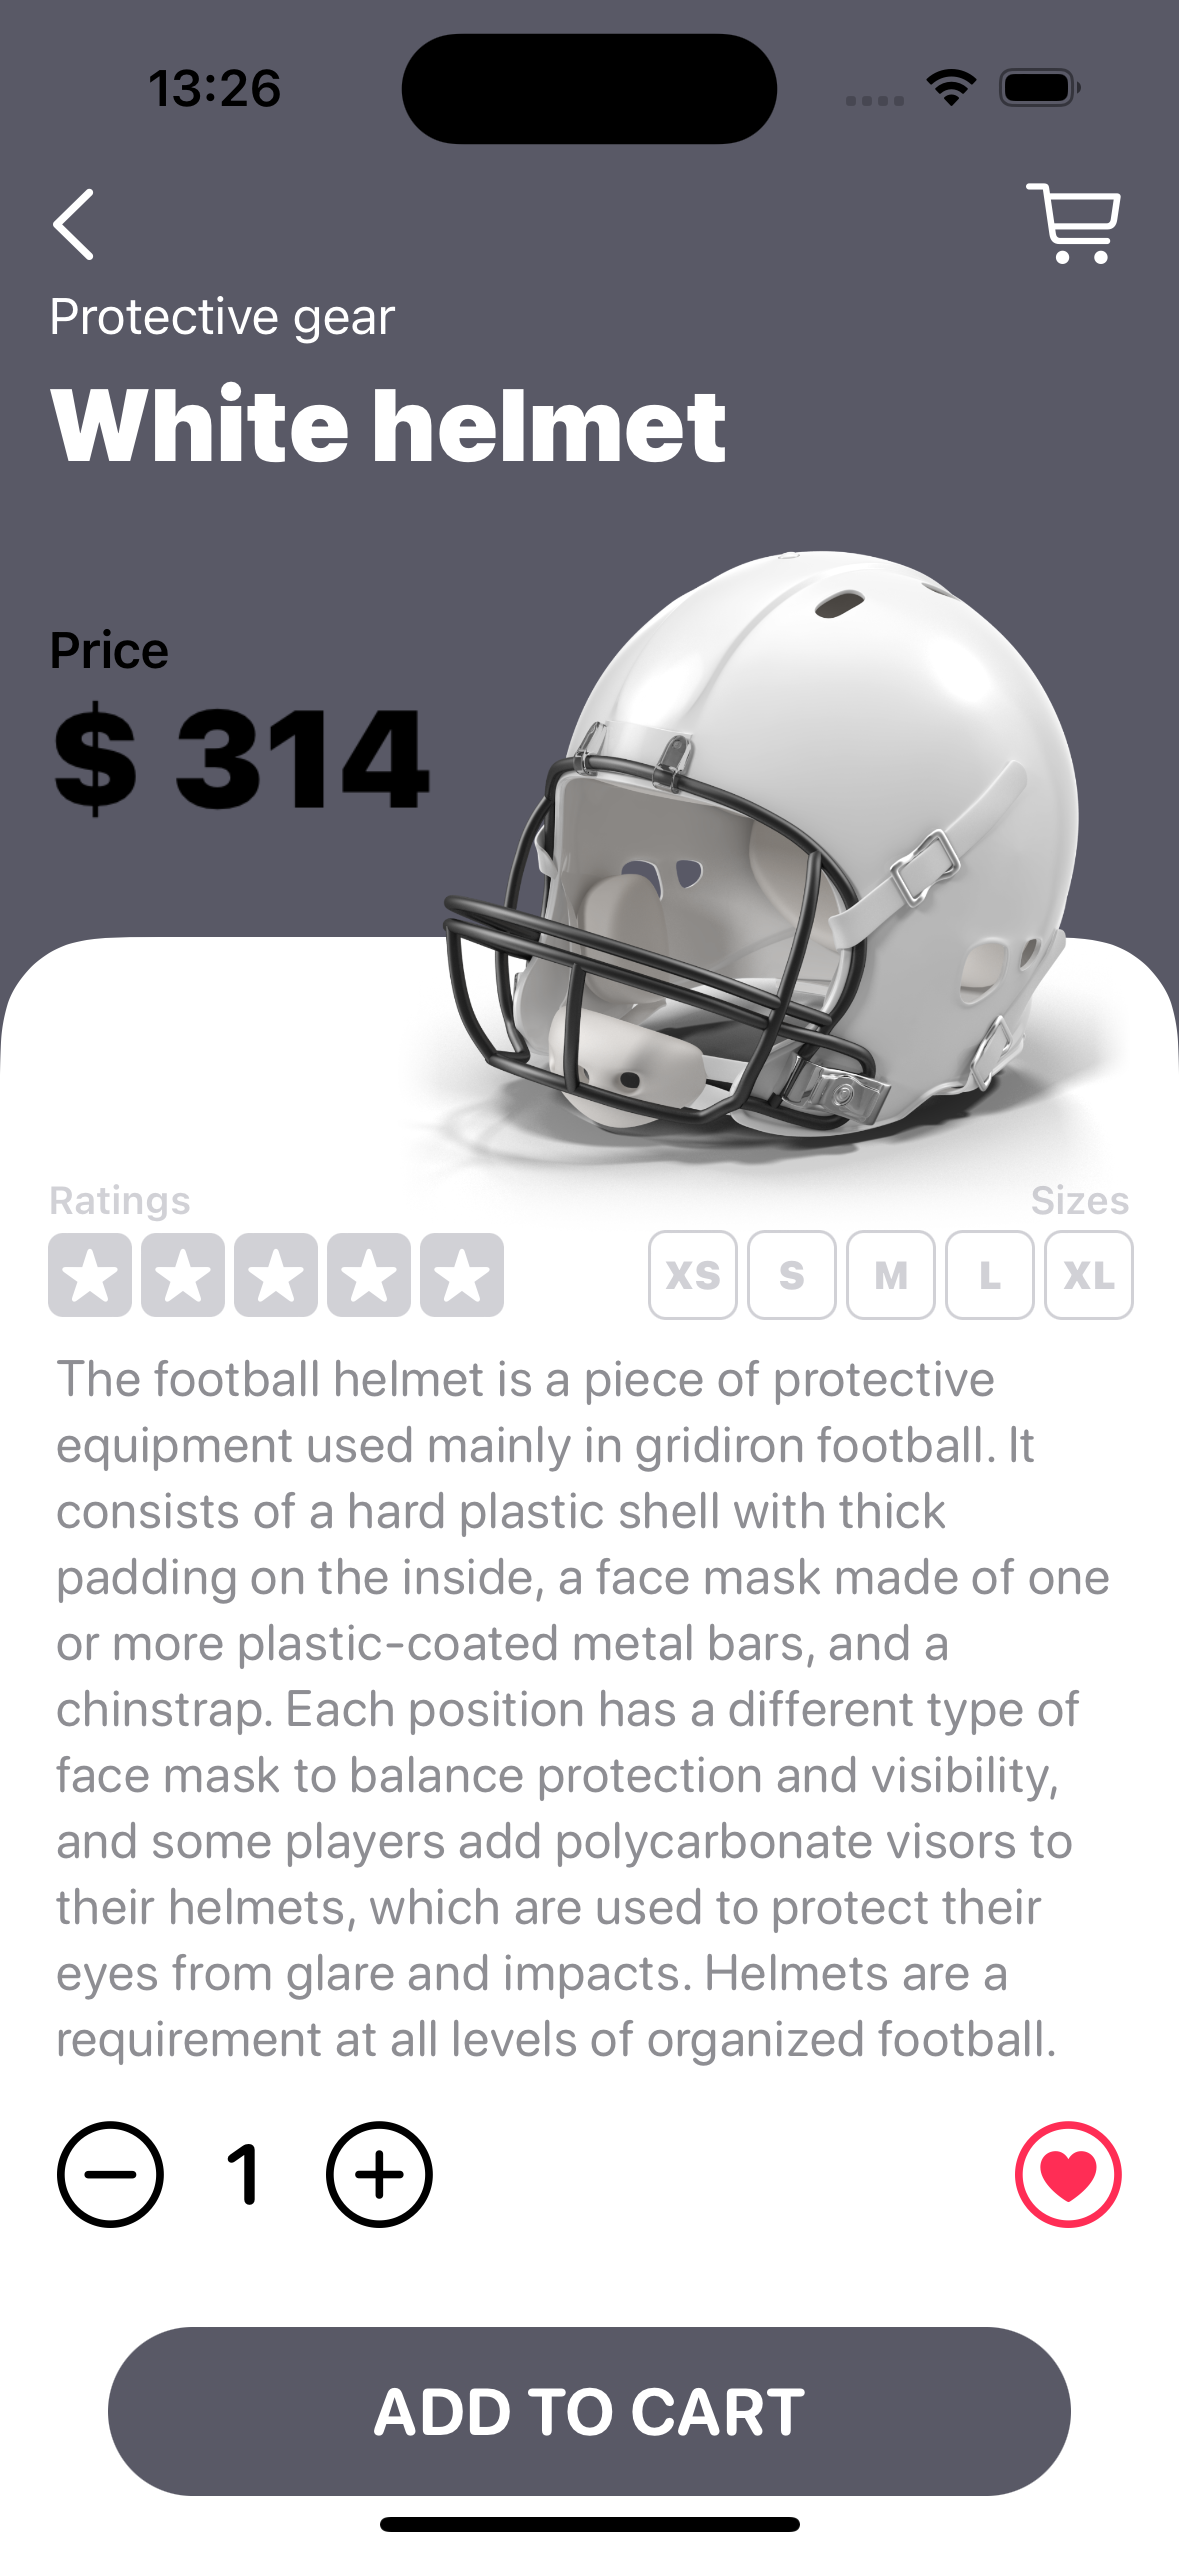 13:26
Protective gear
White helmet
Price
$ 314
Ratings
Sizes
XS S M L XL
The football helmet is a piece of protective
equipment used mainly in gridiron football. It
consists of a hard plastic shell with thick
padding on the inside, a face mask made of one
or more plastic-coated metal bars, and a
chinstrap. Each position has a different type of
face mask to balance protection and visibility,
and some players add polycarbonate visors to
their helmets, which are used to protect their
eyes from glare and impacts. Helmets are a
requirement at all levels of organized football.
1
ADD TO CART